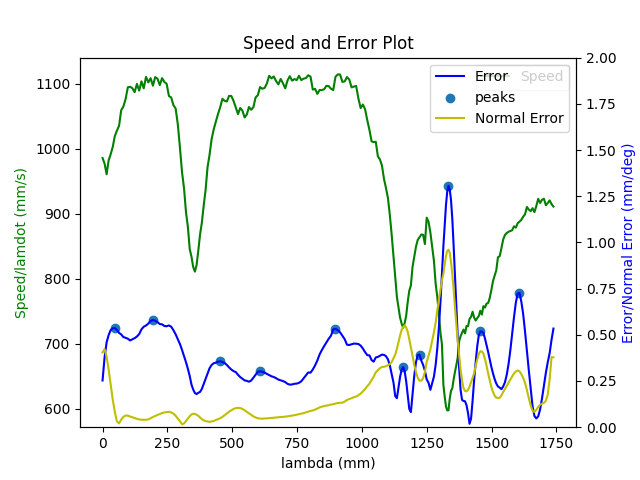 Speed and Error Plot
Speed/lamdot (mm/s)
1100
1000
900
800
700
600
Error
Speed
peaks
Normal Error
2.00
1.75
1.50
1.25
1.00
0.75
0.50
0.25
0.00
Error/Normal Error (mm/deg)
0 250 500 750 1000 1250 1500 1750
lambda (mm)